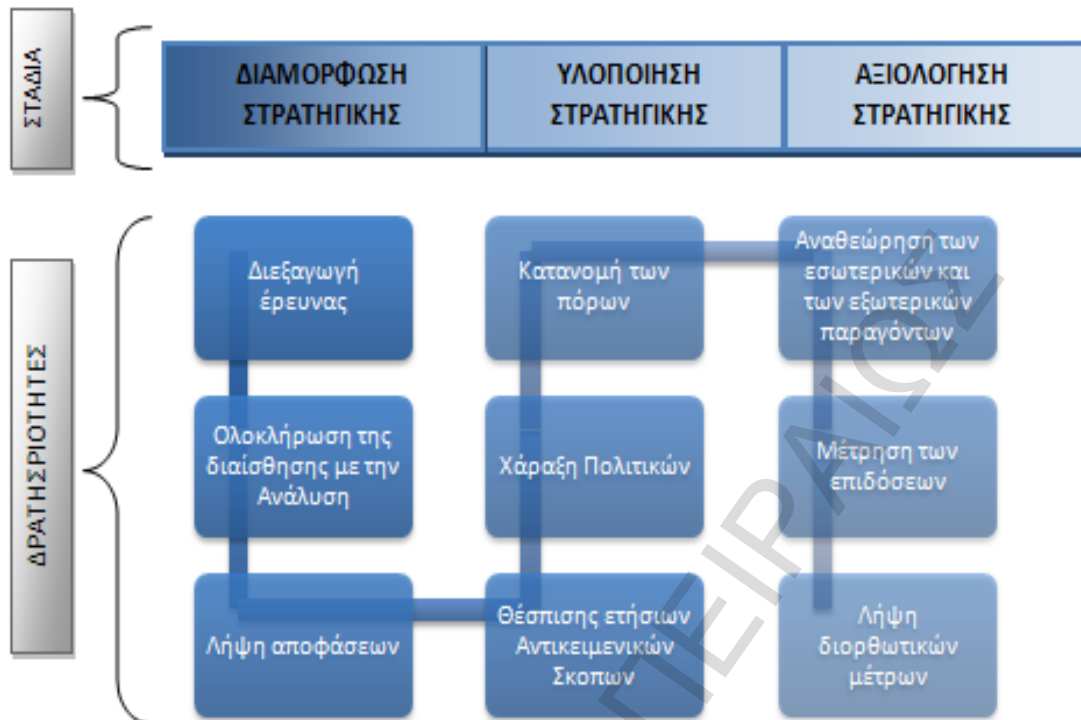 ΣΤΑΔΙΑ
ΔΙΑΜΟΡΦΩΣΗ
ΣΤΡΑΤΗΓΙΚΗΣ
ΥΛΟΠΟΙΗΣΗ
ΣΤΡΑΤΗΓΙΚΗΣ
ΑΞΙΟΛΟΓΗΣΗ
ΣΤΡΑΤΗΓΙΚΗΣ
ΔΡΑΤΗΣΡΙΟΤΗΤΕΣ
Διεξαγωγή
έρευνας
Ολοκλήρωση της
διαίσθησης με την
Ανάλυση
Λήψη αποφάσεων
Κατανομή των
πόρων
Χάραξη Πολιτικών
Θέσπισης ετήσιων
Αντικειμενικών
Σκοπων
Αναθεώρηση των
εσωτερικών και
των εξωτερικών
παραγόντων
Μέτρηση των
επιδόσεων
Λήψη
διορθωτικών
μέτρων
ΠΕΙΡΑΙΩΣ